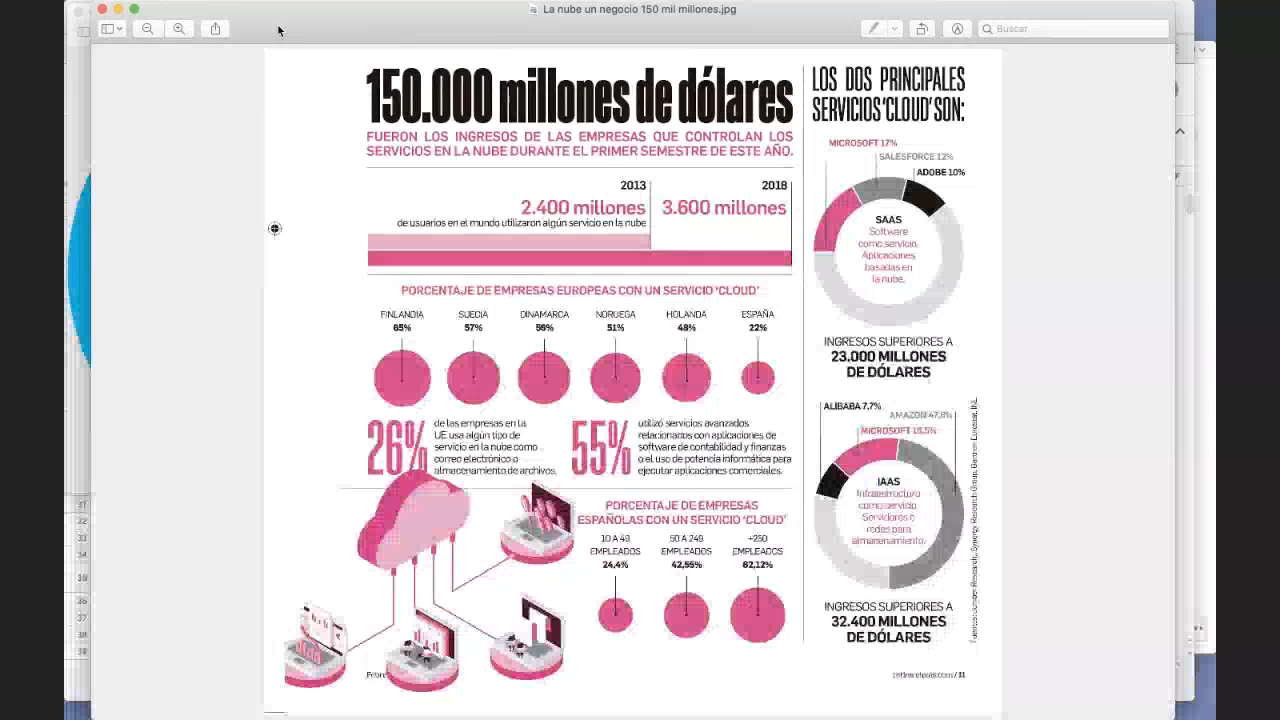 La nube un negocio 150 mil millones.jpg
Buscar
150.000 millones de dólares
FUERON LOS INGRESOS DE LAS EMPRESAS QUE CONTROLAN LOS
SERVICIOS EN LA NUBE DURANTE EL PRIMER SEMESTRE DE ESTE AÑO.
2013
2018
2.400 millones
3.600 millones
de usuarios en el mundo utilizaron algún servicio en la nube
PORCENTAJE DE EMPRESAS EUROPEAS CON UN SERVICIO 'CLOUD'
FINLANDIA
65%
SUECIA
57%
DINAMARCA
56%
NORUEGA
51%
HOLANDA
48%
ESPAÑA
22%
26%
de las empresas en la
UE usa algún tipo de
servicio en la nube como
correo electrónico o
almacenamiento de archivos.
55%
utilizó servicios avanzados
relacionados con aplicaciones de
software de contabilidad y finanzas
o el uso de potencia informática para
ejecutar aplicaciones comerciales.
PORCENTAJE DE EMPRESAS
ESPAÑOLAS CON UN SERVICIO 'CLOUD'
10 A 49
EMPLEADOS
24,4%
50 A 249
EMPLEADOS
42,55%
+250
EMPLEADOS
62,12%
LOS DOS PRINCIPALES
SERVICIOS 'CLOUD' SON:
MICROSOFT 17%
SALESFORCE 12%
ADOBE 10%
SAAS
Software
como servicio.
Aplicaciones
basadas en
la nube.
INGRESOS SUPERIORES A
23.000 MILLONES
DE DÓLARES
ALIBABA 7,7%
AMAZON 47,8%
MICROSOFT 15,5%
IAAS
Infraestructura
como servicio
Servidores o
redes para
almacenamiento.
INGRESOS SUPERIORES A
32.400 MILLONES
DE DÓLARES
31
32
33
34
35
36
37
38